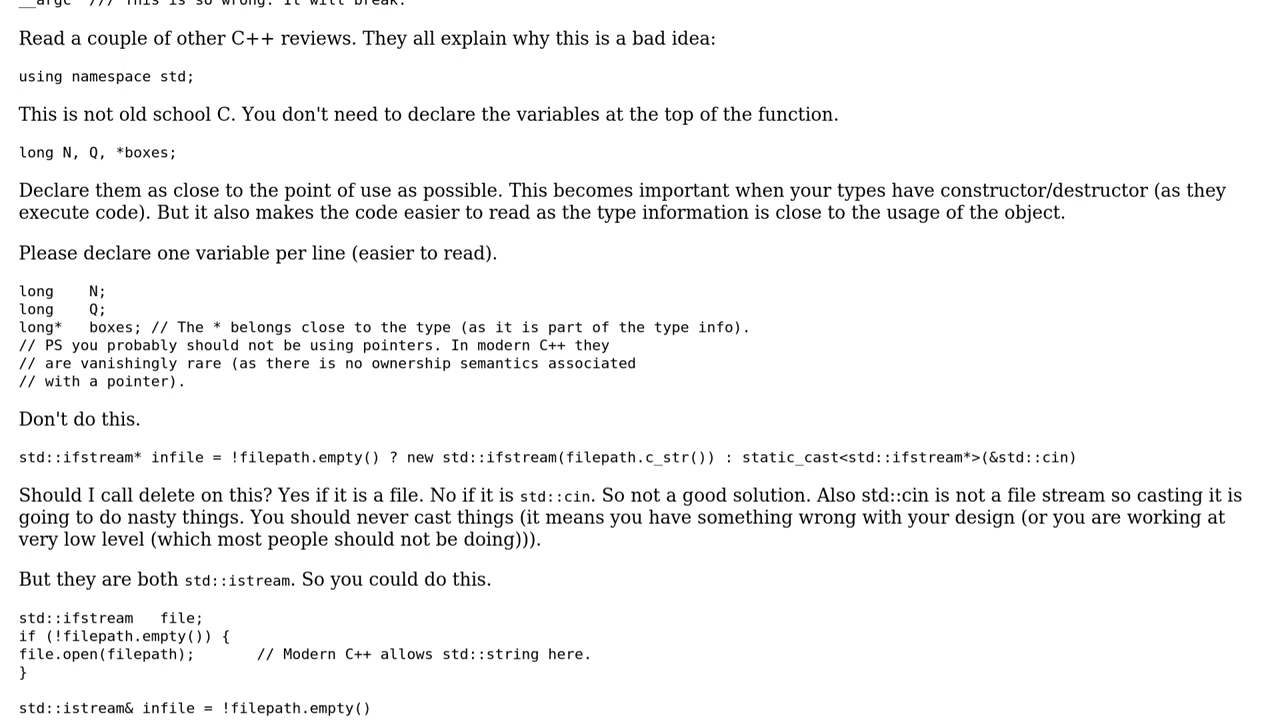 __argc  /// This is so wrong. It will break.
Read a couple of other C++ reviews. They all explain why this is a bad idea:
using namespace std;
This is not old school C. You don't need to declare the variables at the top of the function.
long N, Q, *boxes;
Declare them as close to the point of use as possible. This becomes important when your types have constructor/destructor (as they
execute code). But it also makes the code easier to read as the type information is close to the usage of the object.
Please declare one variable per line (easier to read).
long    N;
long    Q;
long*   boxes; // The * belongs close to the type (as it is part of the type info).
// PS you probably should not be using pointers. In modern C++ they
// are vanishingly rare (as there is no ownership semantics associated
// with a pointer).
Don't do this.
std::ifstream* infile = !filepath.empty() ? new std::ifstream(filepath.c_str()) : static_cast<std::ifstream*>(&std::cin)
Should I call delete on this? Yes if it is a file. No if it is std::cin. So not a good solution. Also std::cin is not a file stream so casting it is
going to do nasty things. You should never cast things (it means you have something wrong with your design (or you are working at
very low level (which most people should not be doing))).
But they are both std::istream. So you could do this.
std::ifstream   file;
if (!filepath.empty()) {
file.open(filepath);       // Modern C++ allows std::string here.
}
std::istream& infile = !filepath.empty()